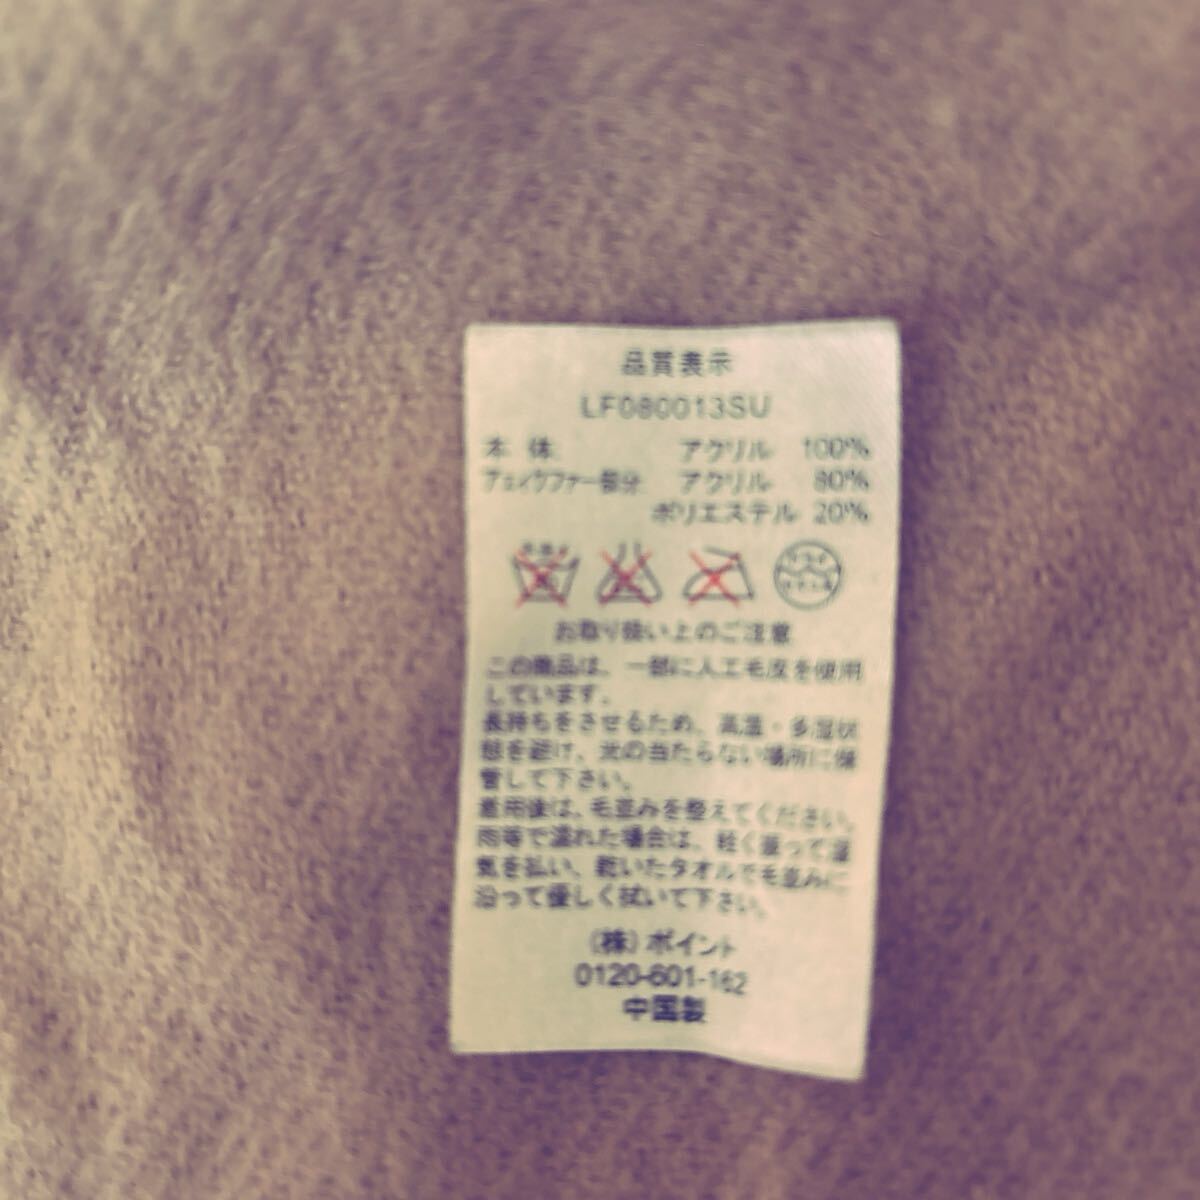 品質表示
LF080013SU
本 体 アクリル 100%
フェイクファー部分 アクリル 80%
ポリエステル 20%
お取り扱い上のご注意
この商品は、一部に人工毛皮を使用
しています。
長持ちをさせるため、高温・多湿状
態を避け、光の当たらない場所に保
管して下さい。
着用後は、毛並みを整えてください。
雨等で濡れた場合は、軽く振って湿
気を払い、乾いたタオルで毛並みに
沿って優しく拭いて下さい。
(株)ポイント
0120-601-162
中国製